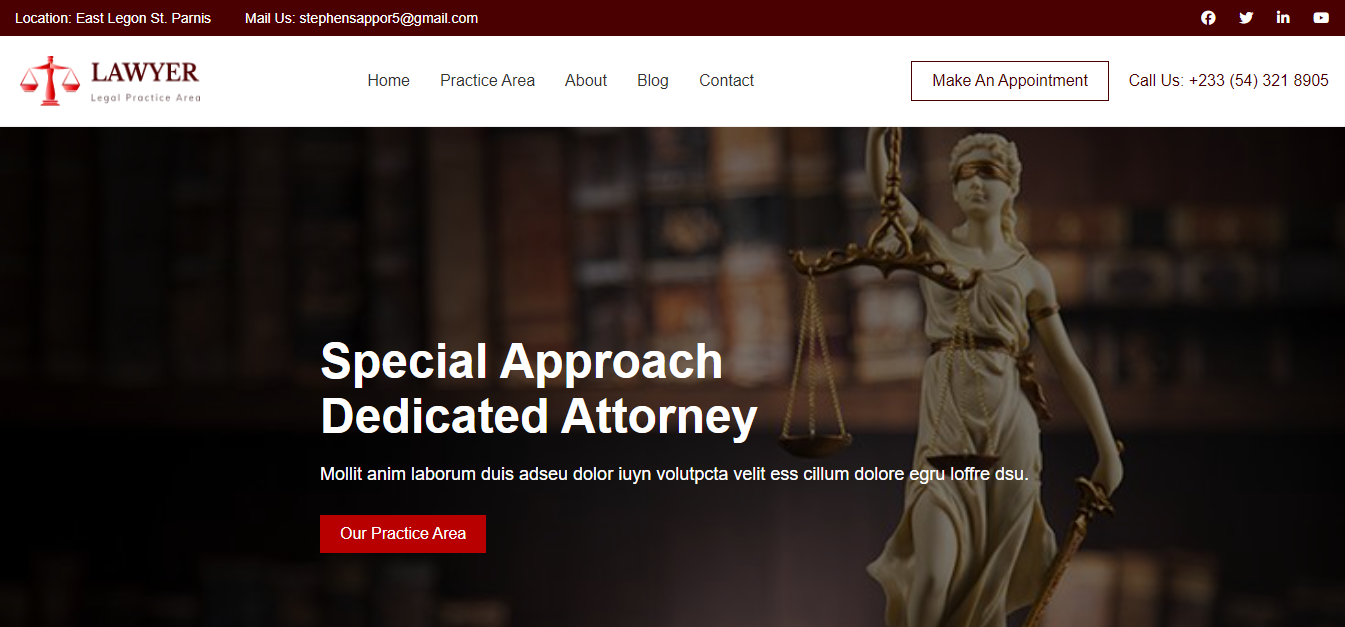 Location: East Legon St. Parnis Mail Us: stephensappor5@gmail.com
LAWYER
Legal Practice Area
Home Practice Area About Blog Contact
Make An Appointment Call Us: +233 (54) 321 8905
Special Approach
Dedicated Attorney
Mollit anim laborum duis adseu dolor iuyn volutpcta velit ess cillum dolore egru loffre dsu.
Our Practice Area